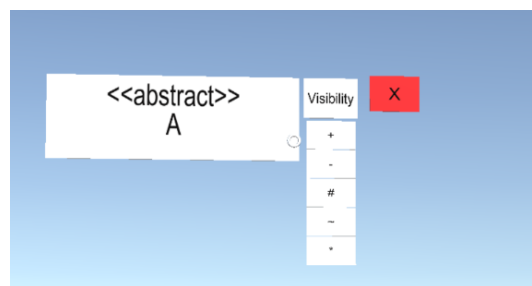 <<abstract>>
A
Visibility
X
+
-
#
~
*